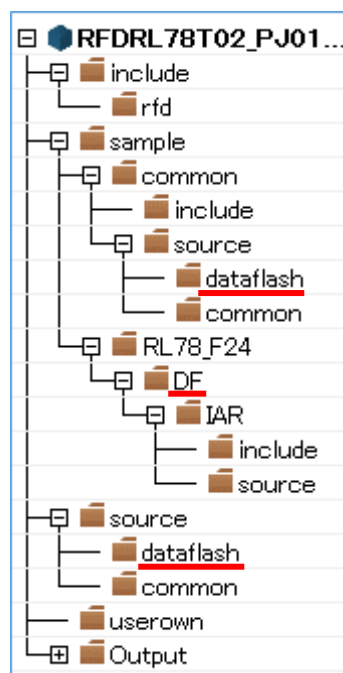 RFDRL78T02_PJ01...
include
rfd
sample
common
include
source
dataflash
common
RL78_F24
DF
IAR
include
source
source
dataflash
common
userown
Output